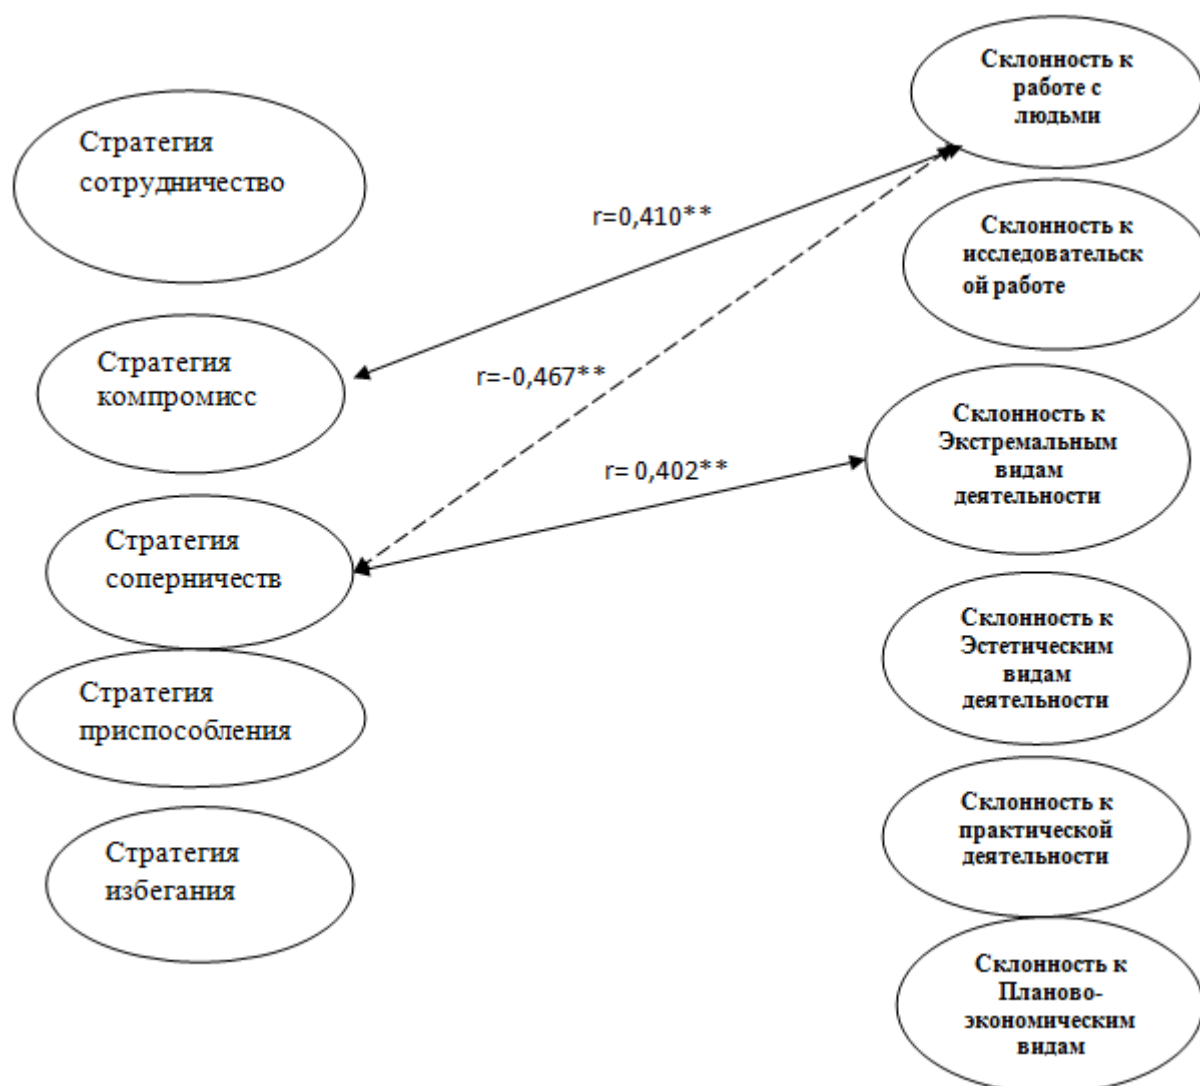 Стратегия
сотрудничество
Стратегия
компромисс
Стратегия
соперничеств
Стратегия
приспособления
Стратегия
избегания
r=0,410**
r=-0,467**
r= 0,402**
Склонность к
работе с
людьми
Склонность к
исследовательск
ой работе
Склонность к
Экстремальным
видам
деятельности
Склонность к
Эстетическим
видам
деятельности
Склонность к
практической
деятельности
Склонность к
Планово-
экономическим
видам